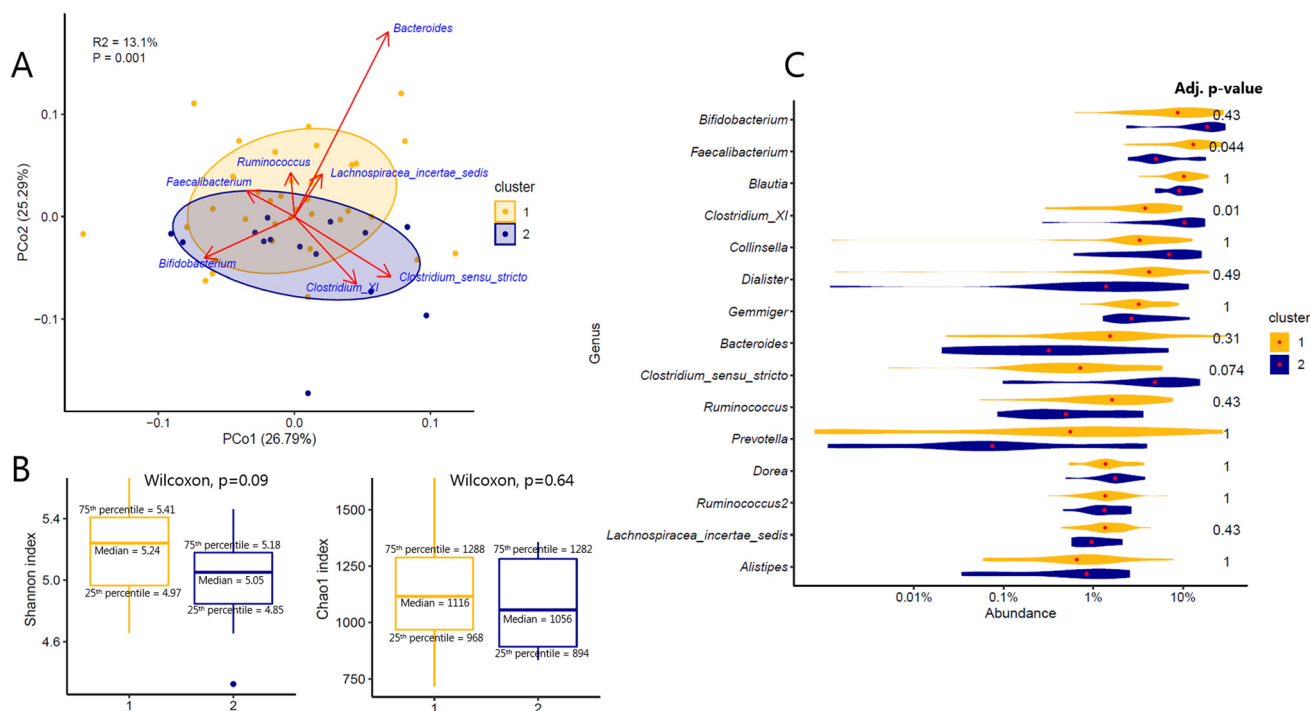 A
R2 = 13.1%
P = 0.001
Bacteroides
Ruminococcus
Lachnospiracea_incertae_sedis
Faecalibacterium
Bifidobacterium
Clostridium_sensu_stricto
Clostridium_XI
PCo2 (25.29%)
0.1
0.0
−0.1
−0.1
0.0
0.1
PCo1 (26.79%)
cluster
1
2
B
Wilcoxon, p=0.09
Shannon index
5.4
5.0
4.6
75th percentile = 5.41
Median = 5.24
25th percentile = 4.97
75th percentile = 5.18
Median = 5.05
25th percentile = 4.85
1
2
Wilcoxon, p=0.64
Chao1 index
1500
1250
1000
750
75th percentile = 1288
Median = 1116
25th percentile = 968
75th percentile = 1282
Median = 1056
25th percentile = 894
1
2
C
Adj. p-value
Genus
Bifidobacterium
0.43
Faecalibacterium
0.044
Blautia
1
Clostridium_XI
0.01
Collinsella
1
Dialister
0.49
Gemmiger
1
Bacteroides
0.31
Clostridium_sensu_stricto
0.074
Ruminococcus
0.43
Prevotella
1
Dorea
1
Ruminococcus2
1
Lachnospiracea_incertae_sedis
0.43
Alistipes
1
0.01%
0.1%
1%
10%
Abundance
cluster
1
2